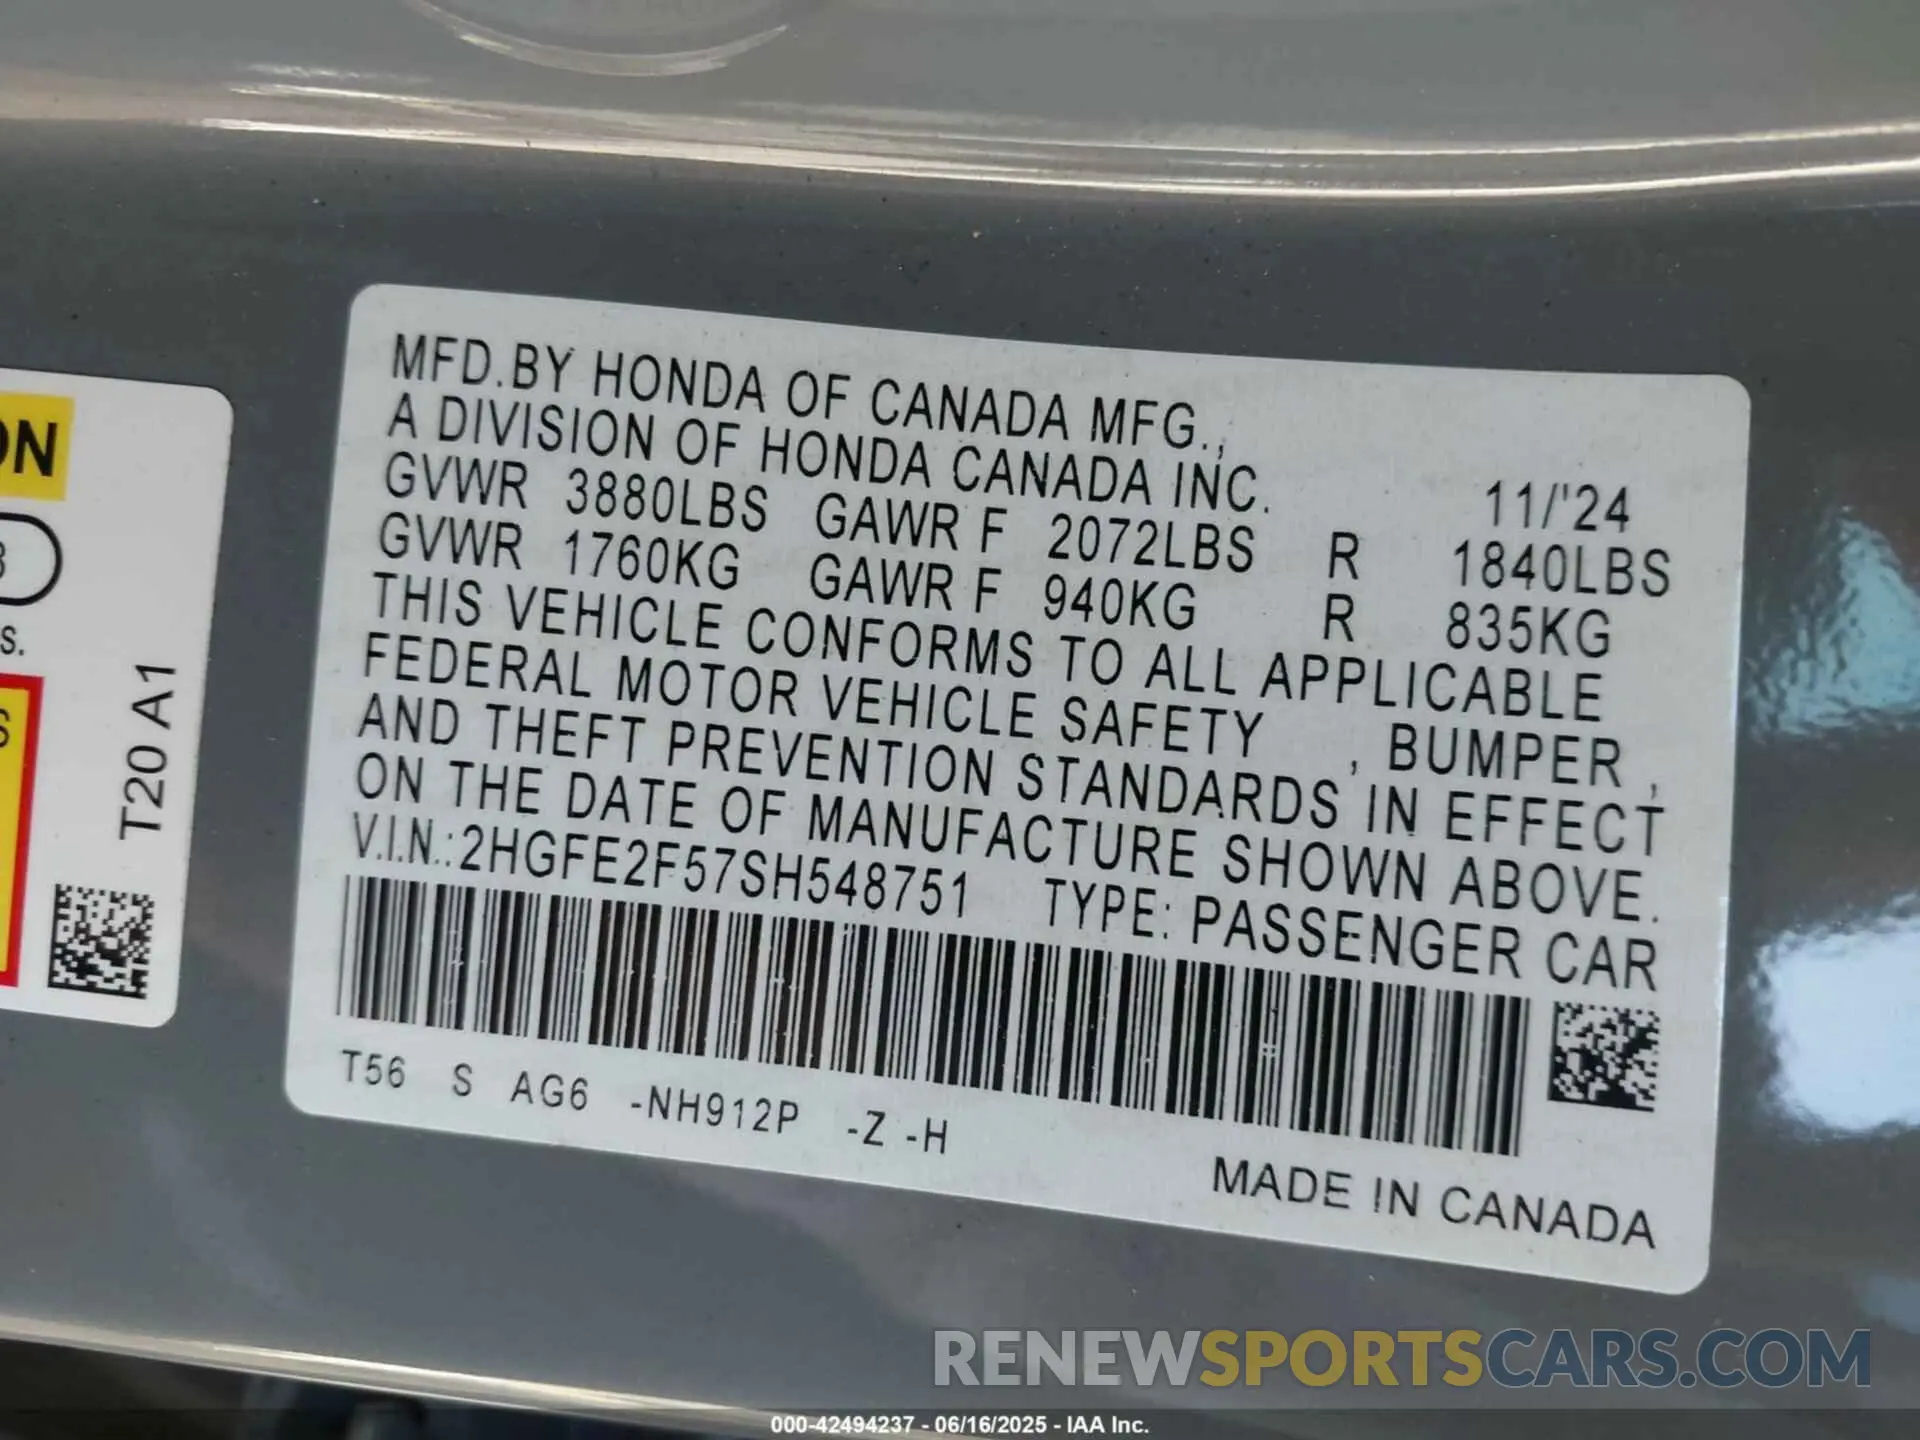 ON
S.
S
T20 A1
MFD.BY HONDA OF CANADA MFG.,
A DIVISION OF HONDA CANADA INC. 11/'24
GVWR 3880LBS GAWR F 2072LBS R 1840LBS
GVWR 1760KG GAWR F 940KG R 835KG
THIS VEHICLE CONFORMS TO ALL APPLICABLE
FEDERAL MOTOR VEHICLE SAFETY , BUMPER ,
AND THEFT PREVENTION STANDARDS IN EFFECT
ON THE DATE OF MANUFACTURE SHOWN ABOVE.
V.I.N.:2HGFE2F57SH548751 TYPE: PASSENGER CAR
T56 S AG6 -NH912P -Z -H
MADE IN CANADA
RENEWSPORTSCARS.COM
000-42494237 - 06/16/2025 - IAA Inc.